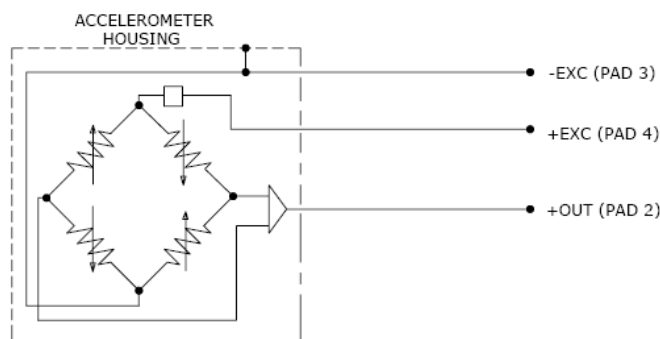 ACCELEROMETER
HOUSING
-EXC (PAD 3)
+EXC (PAD 4)
+OUT (PAD 2)